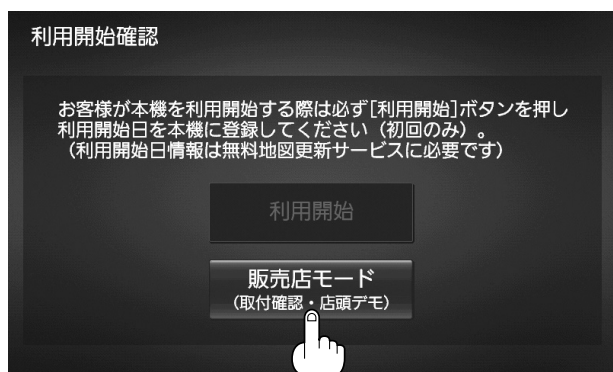 利用開始確認
お客様が本機を利用開始する際は必ず[利用開始]ボタンを押し
利用開始日を本機に登録してください（初回のみ）。
（利用開始日情報は無料地図更新サービスに必要です）
利用開始
販売店モード
（取付確認・店頭デモ）